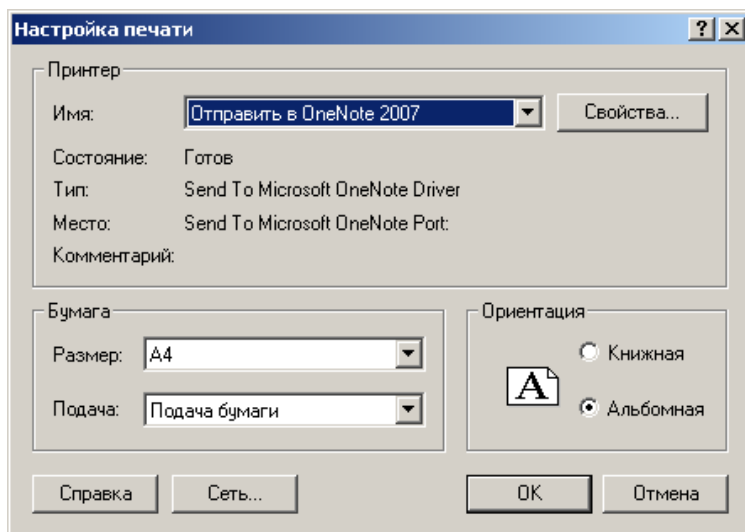 Настройка печати
Принтер
Имя: Отправить в OneNote 2007 Свойства...
Состояние: Готов
Тип: Send To Microsoft OneNote Driver
Место: Send To Microsoft OneNote Port:
Комментарий:
Бумага
Размер: A4
Подача: Подача бумаги
Ориентация
A
Книжная
Альбомная
Справка Сеть... OK Отмена